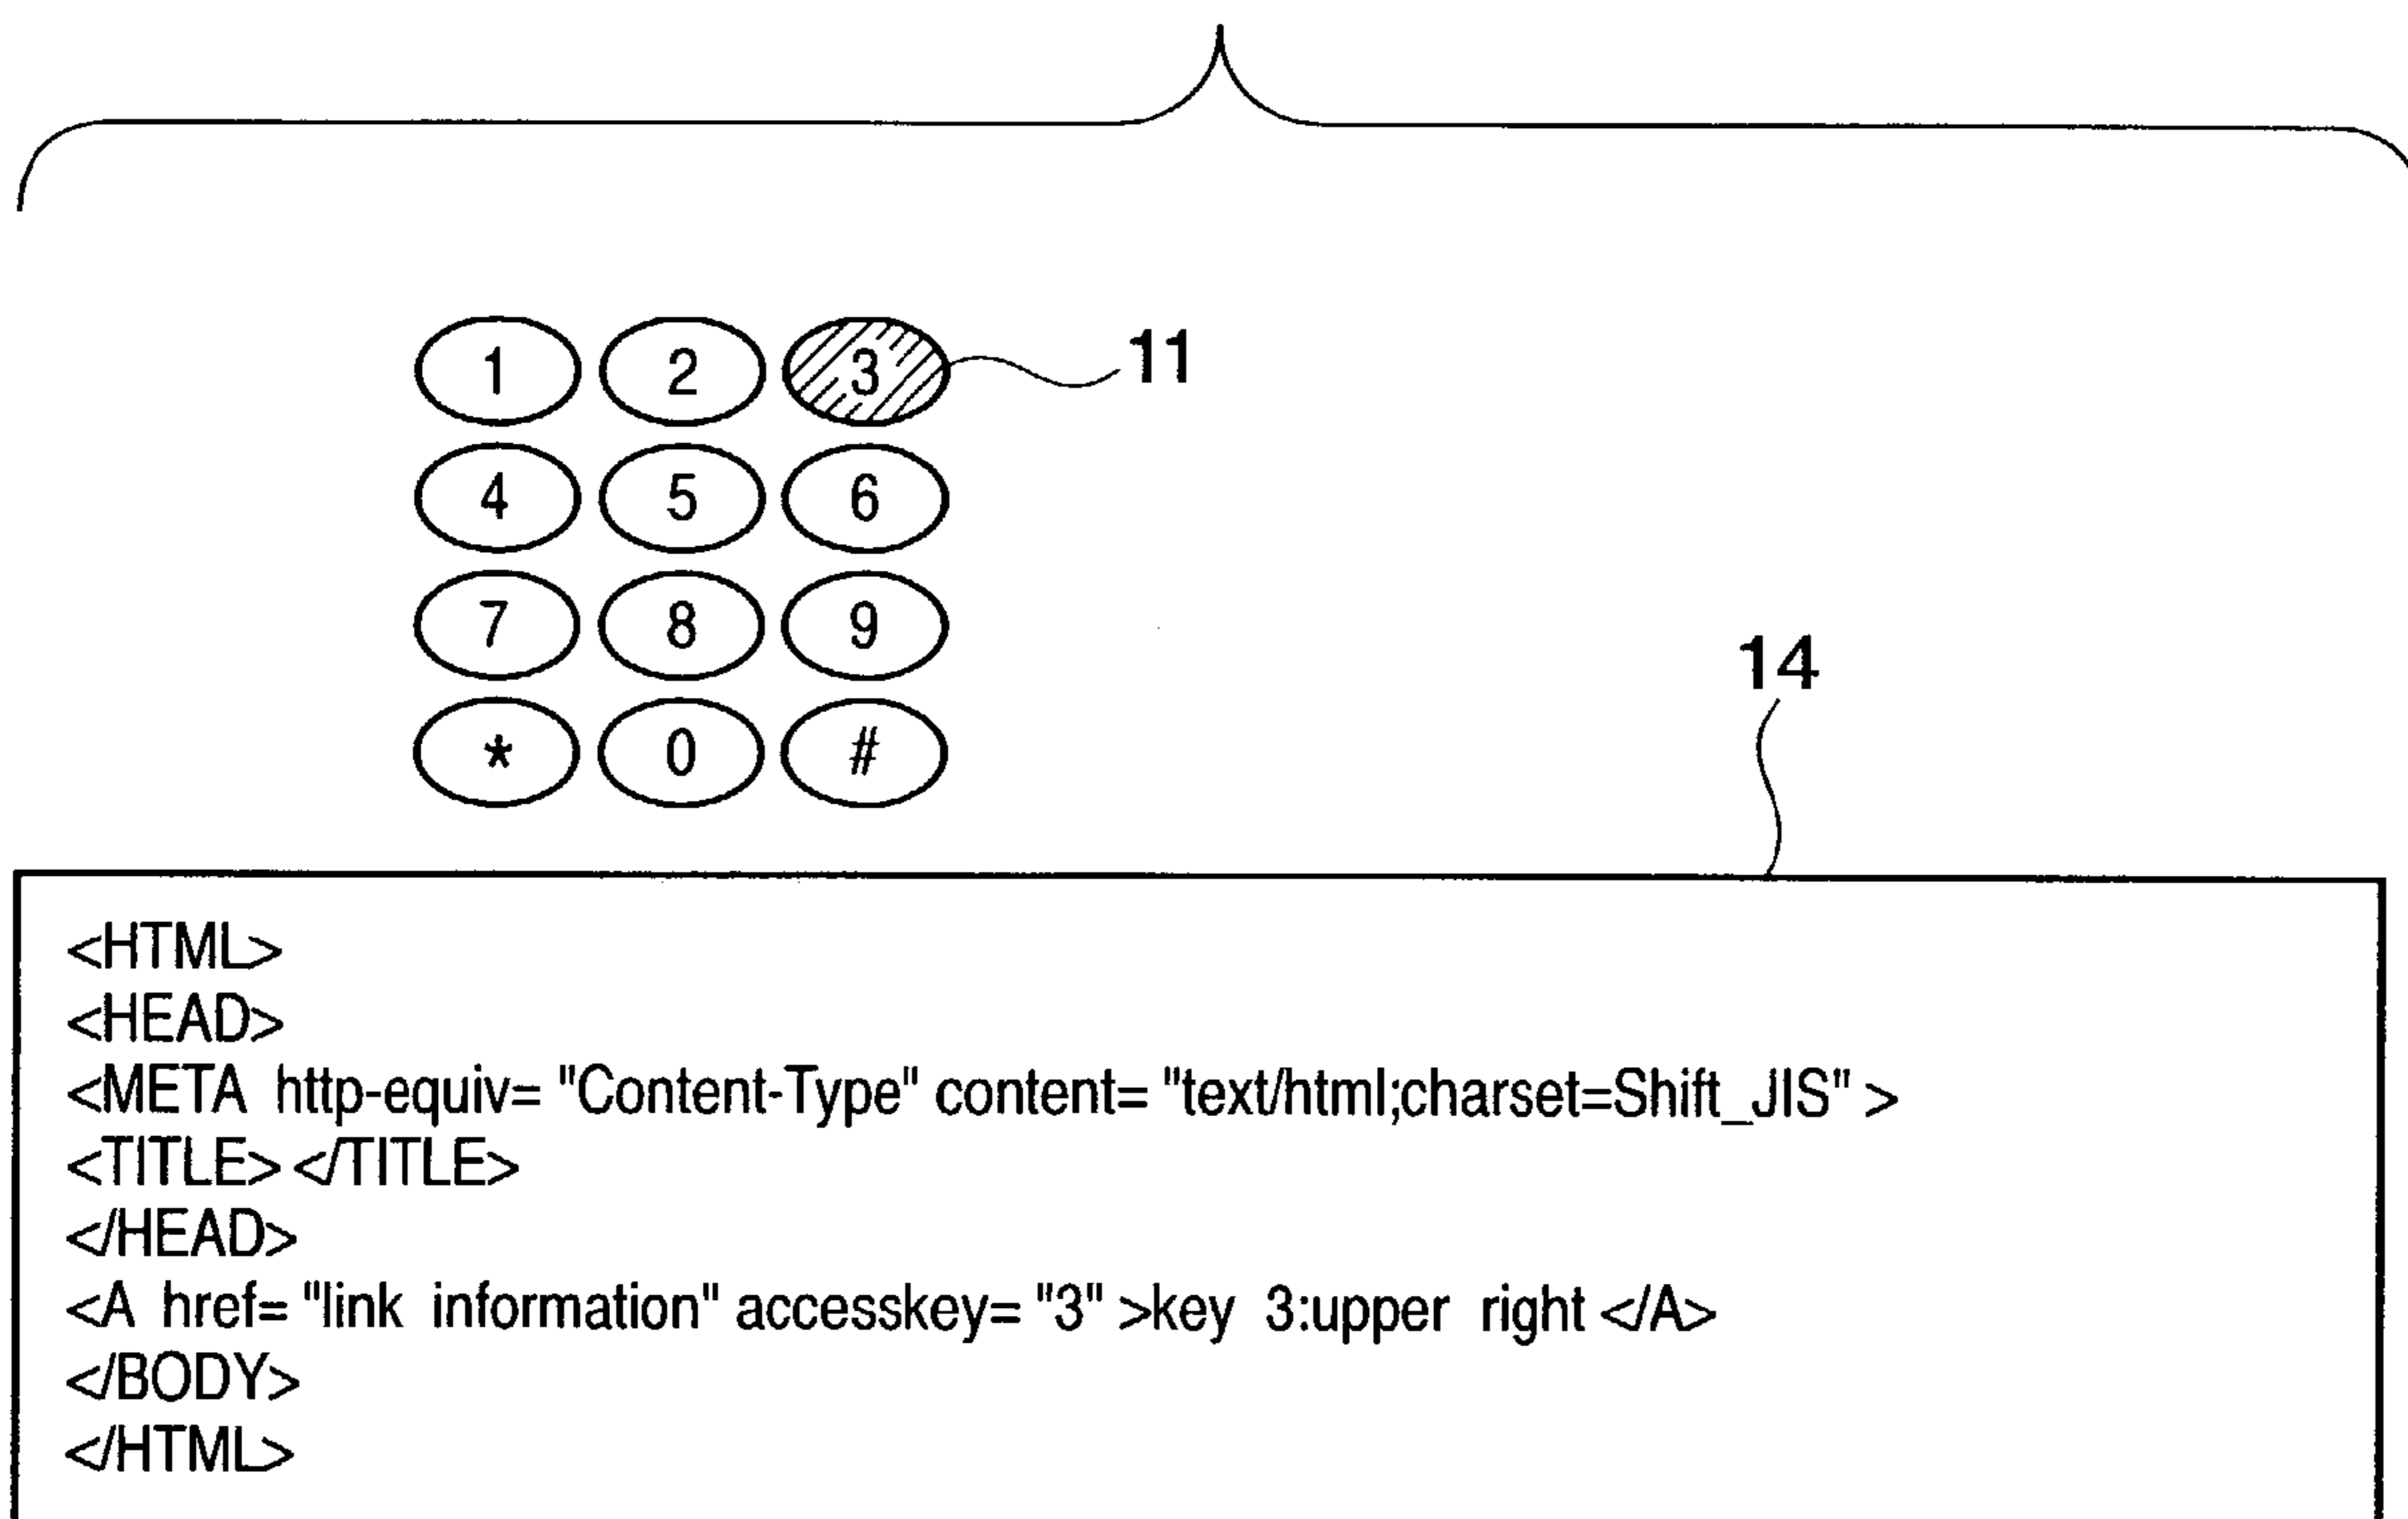 1 2 3 11
4 5 6
7 8 9
14
* 0 #
<HTML>
<HEAD>
<META http-equiv= "Content-Type" content= "text/html;charset=Shift_JIS" >
<TITLE> </TITLE>
</HEAD>
<A href= "link information" accesskey= "3" >key 3:upper right </A>
</BODY>
</HTML>